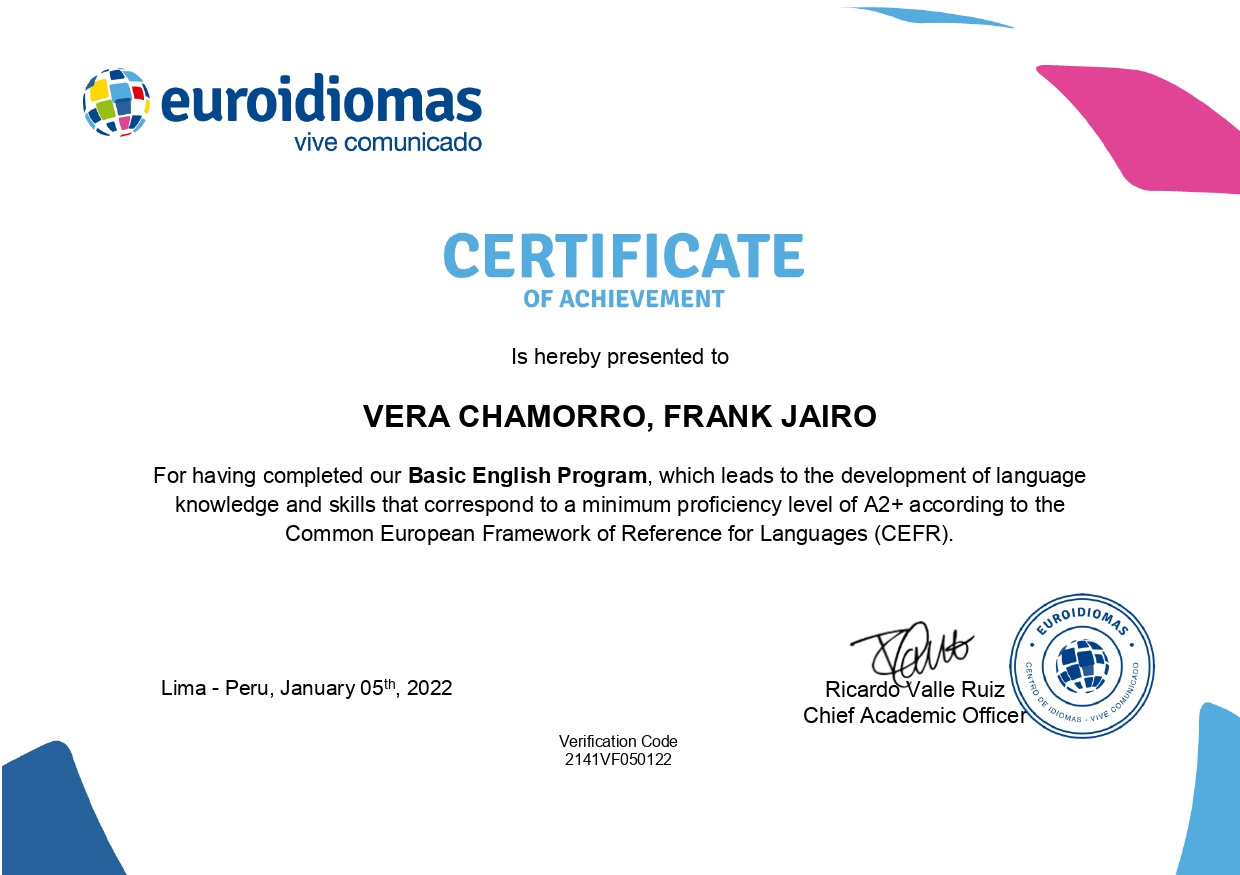 euroidiomas
vive comunicado
CERTIFICATE
OF ACHIEVEMENT
Is hereby presented to
VERA CHAMORRO, FRANK JAIRO
For having completed our Basic English Program, which leads to the development of language
knowledge and skills that correspond to a minimum proficiency level of A2+ according to the
Common European Framework of Reference for Languages (CEFR).
Lima - Peru, January 05th, 2022
Ricardo Valle Ruiz
Chief Academic Officer
EUROIDIOMAS
CENTRO DE IDIOMAS - VIVE COMUNICADO
Verification Code
2141VF050122